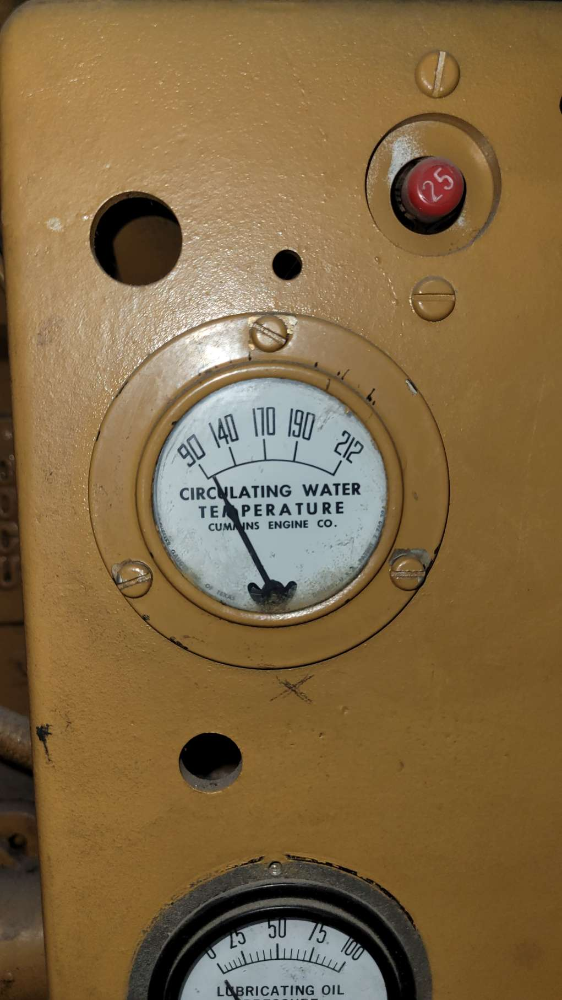 25
90 140 170 190 212
CIRCULATING WATER
TEMPERATURE
CUMMINS ENGINE CO.
OF TEXAS
0 25 50 75 100
LUBRICATING OIL